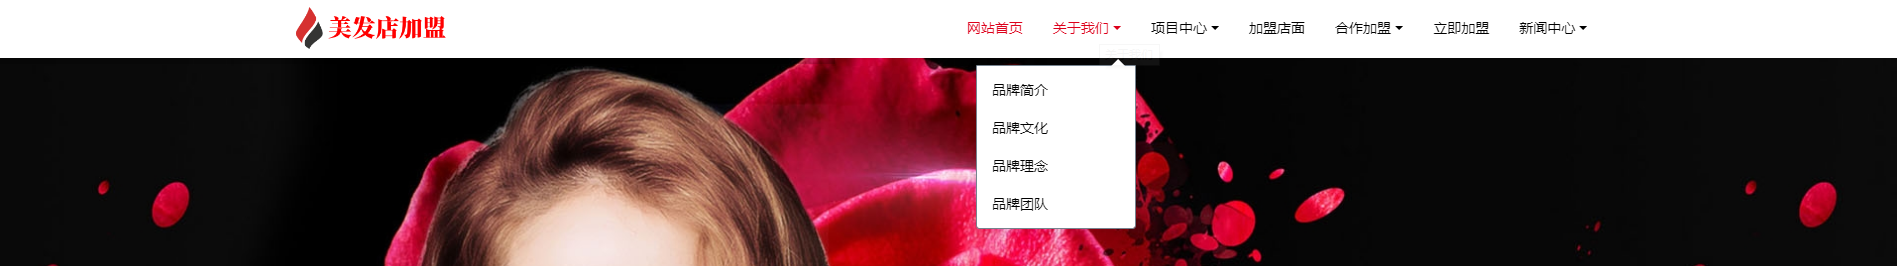 美发店加盟
网站首页 关于我们 项目中心 加盟店面 合作加盟 立即加盟 新闻中心
品牌简介
品牌文化
品牌理念
品牌团队